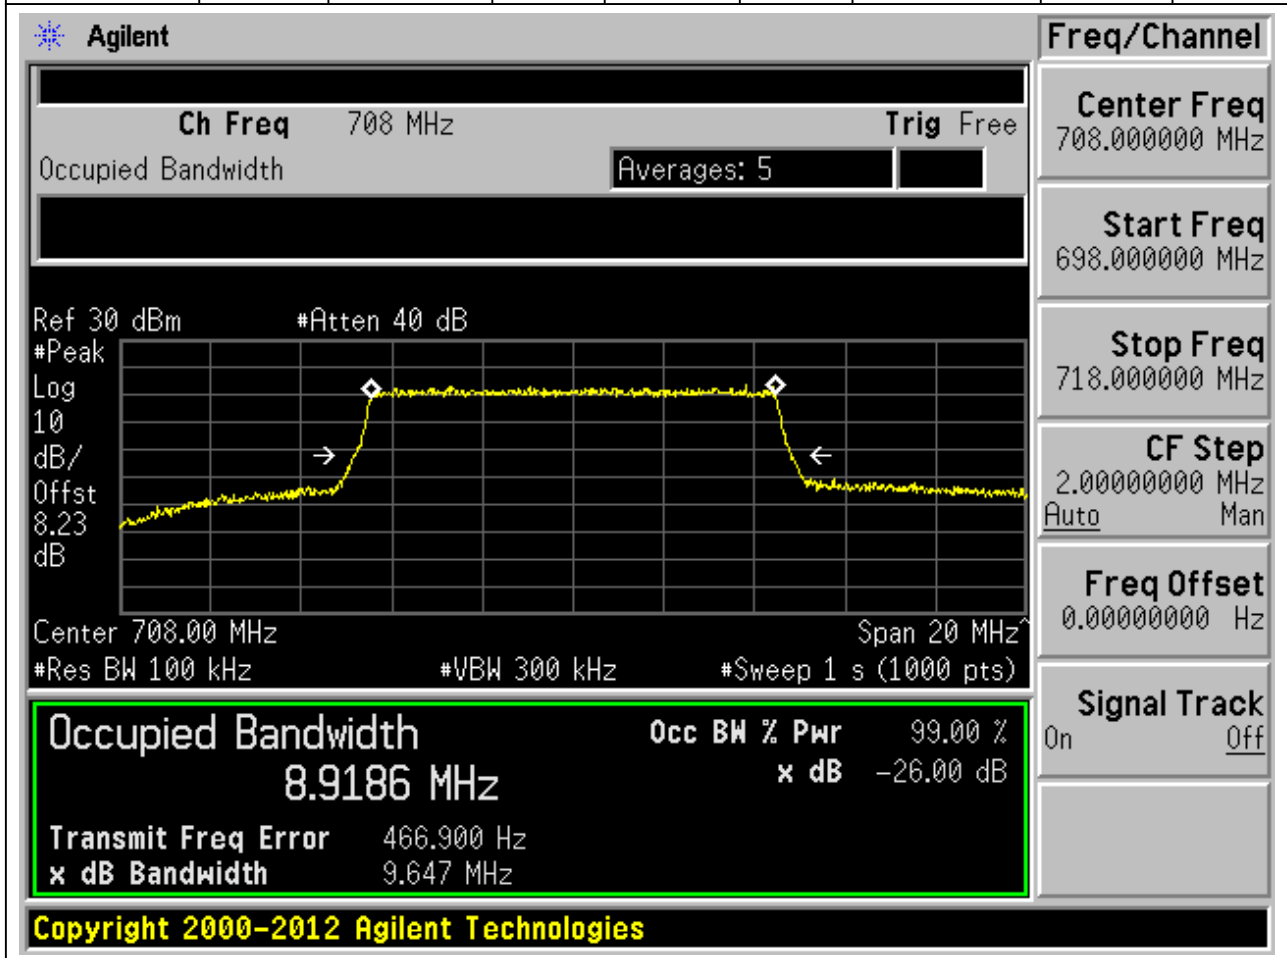 Agilent
Freq/Channel
Ch Freq 708 MHz Trig Free
Occupied Bandwidth Averages: 5
Center Freq
708.000000 MHz
Start Freq
698.000000 MHz
Stop Freq
718.000000 MHz
CF Step
2.00000000 MHz
Auto Man
Freq Offset
0.00000000 Hz
Signal Track
On Off
Ref 30 dBm #Atten 40 dB
#Peak
Log
10
dB/
Offst
8.23
dB
Center 708.00 MHz Span 20 MHz^
#Res BW 100 kHz #VBW 300 kHz #Sweep 1 s (1000 pts)
Occupied Bandwidth
8.9186 MHz
Occ BW % Pwr 99.00 %
x dB -26.00 dB
Transmit Freq Error 466.900 Hz
x dB Bandwidth 9.647 MHz
Copyright 2000-2012 Agilent Technologies